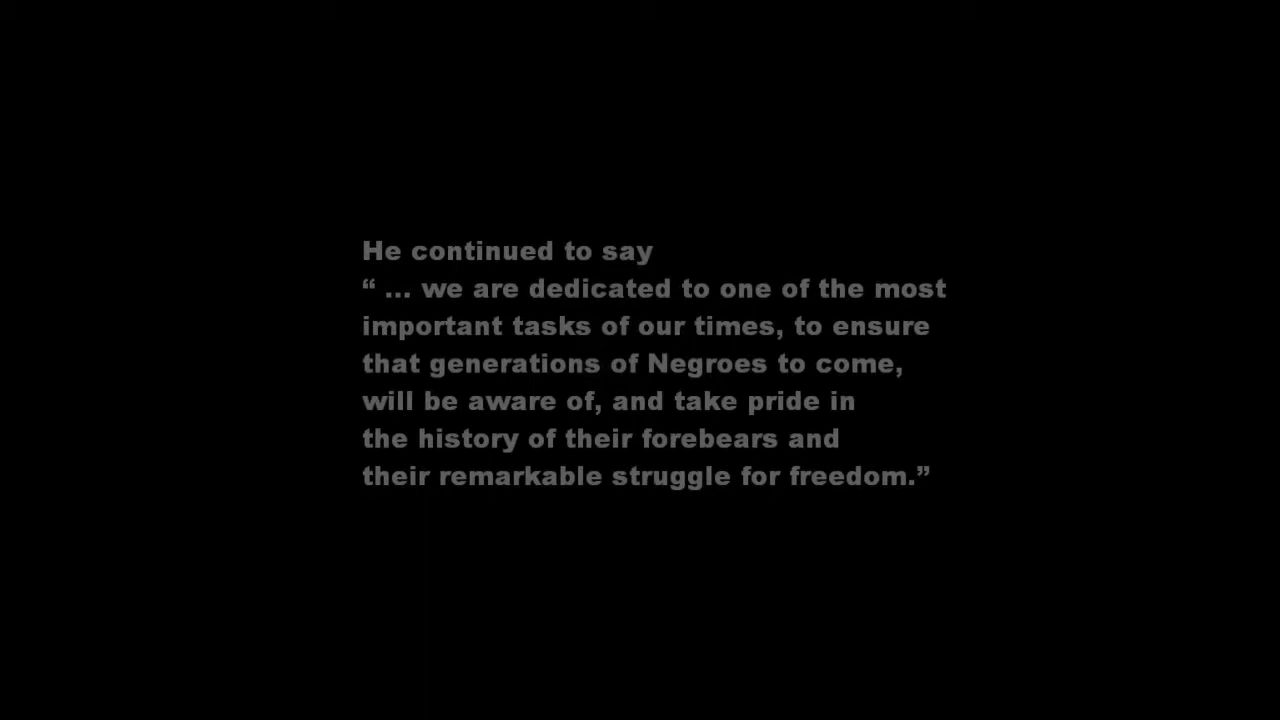 He continued to say
“ ... we are dedicated to one of the most
important tasks of our times, to ensure
that generations of Negroes to come,
will be aware of, and take pride in
the history of their forebears and
their remarkable struggle for freedom.”